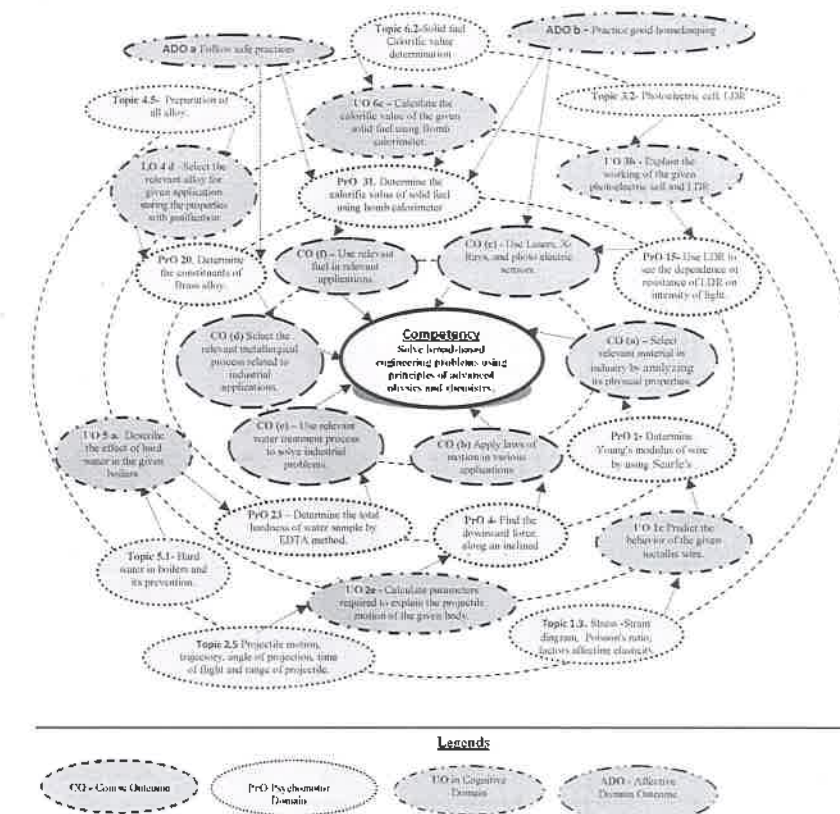 Topic 6.2-Solid fuel
Calorific value
determination
ADO a Follow safe practices
ADO b – Practice good housekeeping
Topic 4.5- Preparation of
all alloy.
UO 6c – Calculate the
calorific value of the given
solid fuel using Bomb
calorimeter.
Topic 3.2- Photoelectric cell, LDR
UO 4 d -Select the
relevant alloy for
given application
stating the properties
with justification
PrO 31. Determine the
calorific value of solid fuel
using bomb calorimeter
UO 3b - Explain the
working of the given
photoelectric cell and LDR
PrO 20. Determine
the constituents of
Brass alloy.
CO (f) – Use relevant
fuel in relevant
applications.
CO (c) - Use Lasers, X-
Rays, and photo electric
sensors.
PrO 15- Use LDR to
see the dependence of
resistance of LDR on
intensity of light.
CO (d) Select the
relevant metallurgical
process related to
industrial
applications.
Competency
Solve broad-based
engineering problems using
principles of advanced
physics and chemistry.
CO (a) – Select
relevant material in
industry by analyzing
its physical properties.
UO 5 a- Describe
the effect of hard
water in the given
boilers
CO (e) – Use relevant
water treatment process
to solve industrial
problems.
CO (b) Apply laws of
motion in various
applications
PrO 1- Determine
Young's modulus of wire
by using Searle's
PrO 23 – Determine the total
hardness of water sample by
EDTA method.
PrO 4- Find the
downward force,
along an inclined
UO 1c Predict the
behavior of the given
metallic wire.
Topic 5.1- Hard
water in boilers and
its prevention.
UO 2e - Calculate parameters
required to explain the projectile
motion of the given body.
Topic 2.5 Projectile motion,
trajectory, angle of projection, time
of flight and range of projectile.
Topic 1.3. Stress -Strain
diagram, Poisson's ratio,
factors affecting elasticity
Legends
CO - Course Outcome
PrO Psychomotor
Domain
UO in Cognitive
Domain
ADO - Affective
Domain Outcome